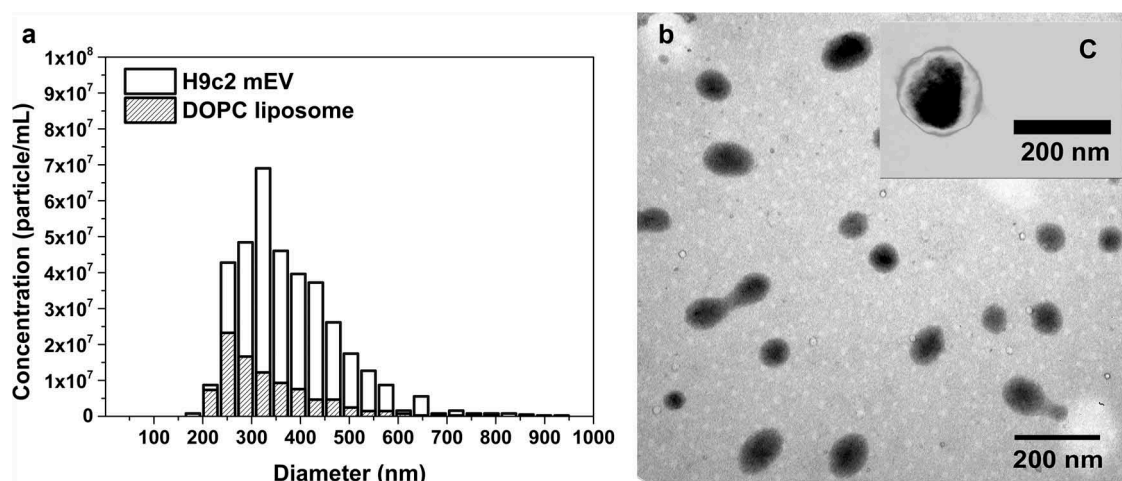 a
H9c2 mEV
DOPC liposome
Concentration (particle/mL)
1x10⁸
9x10⁷
8x10⁷
7x10⁷
6x10⁷
5x10⁷
4x10⁷
3x10⁷
2x10⁷
1x10⁷
0
100 200 300 400 500 600 700 800 900 1000
Diameter (nm)
b
C
200 nm
200 nm